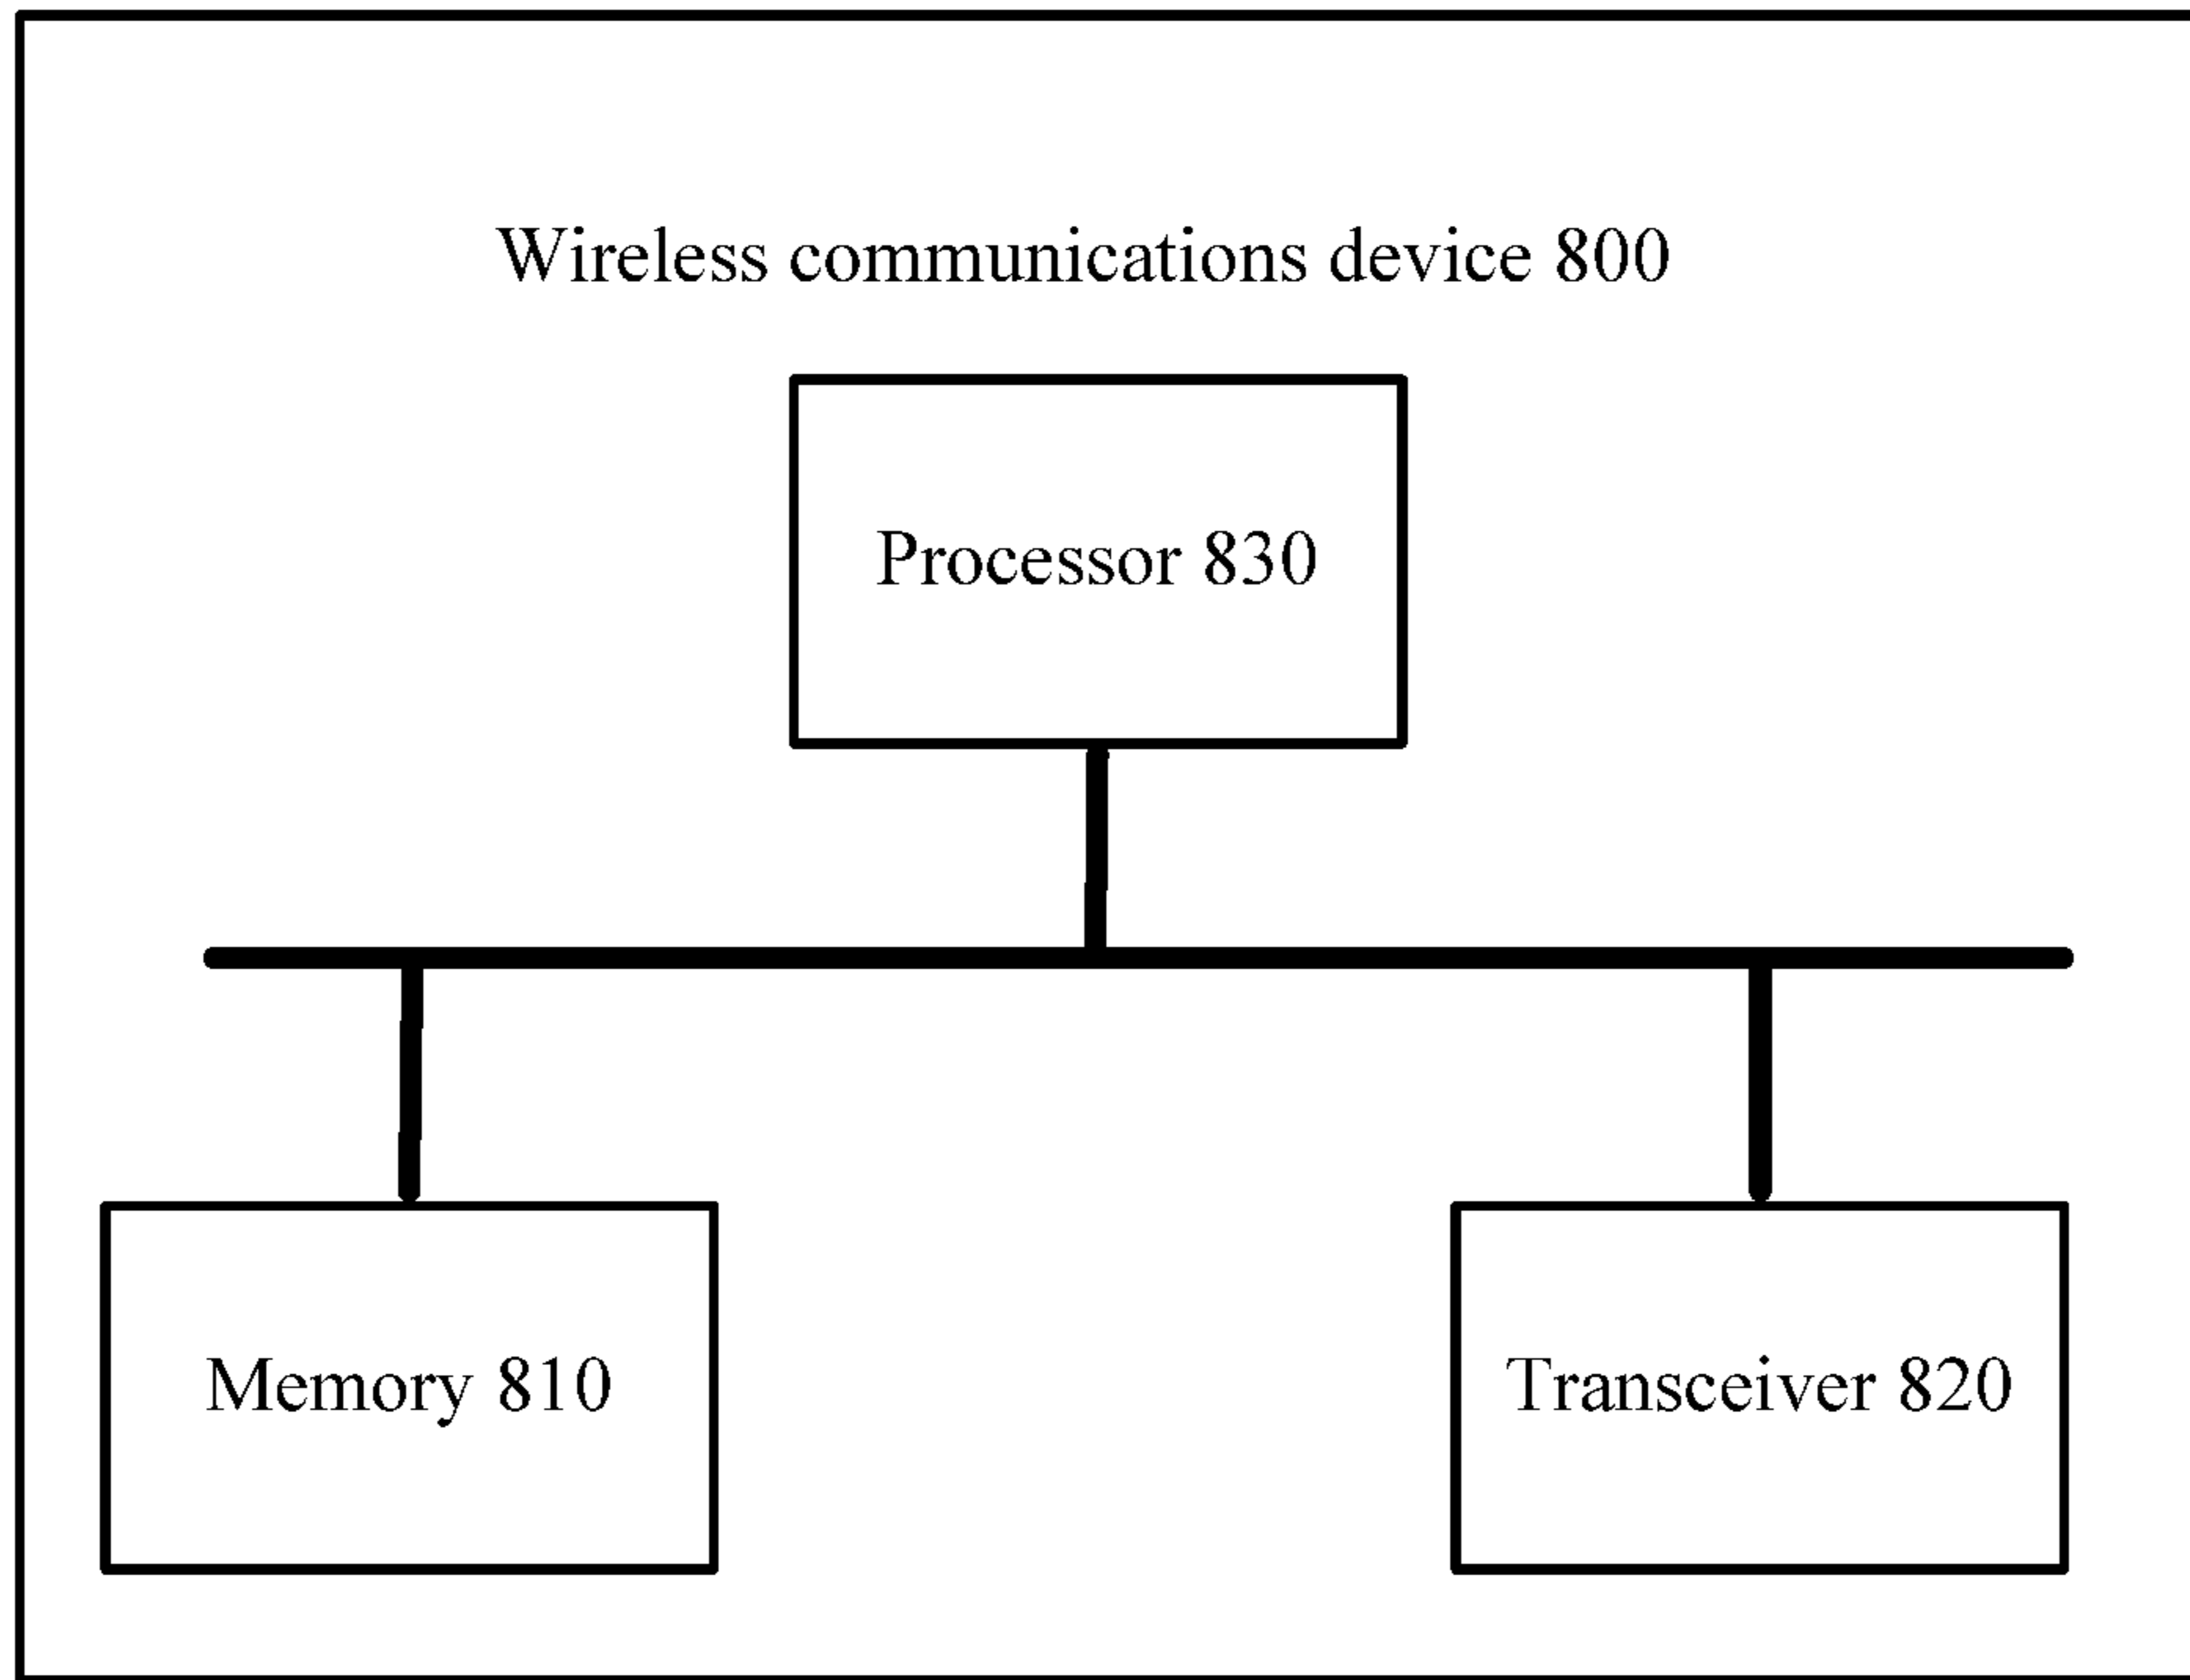 Wireless communications device 800
Processor 830
Memory 810
Transceiver 820